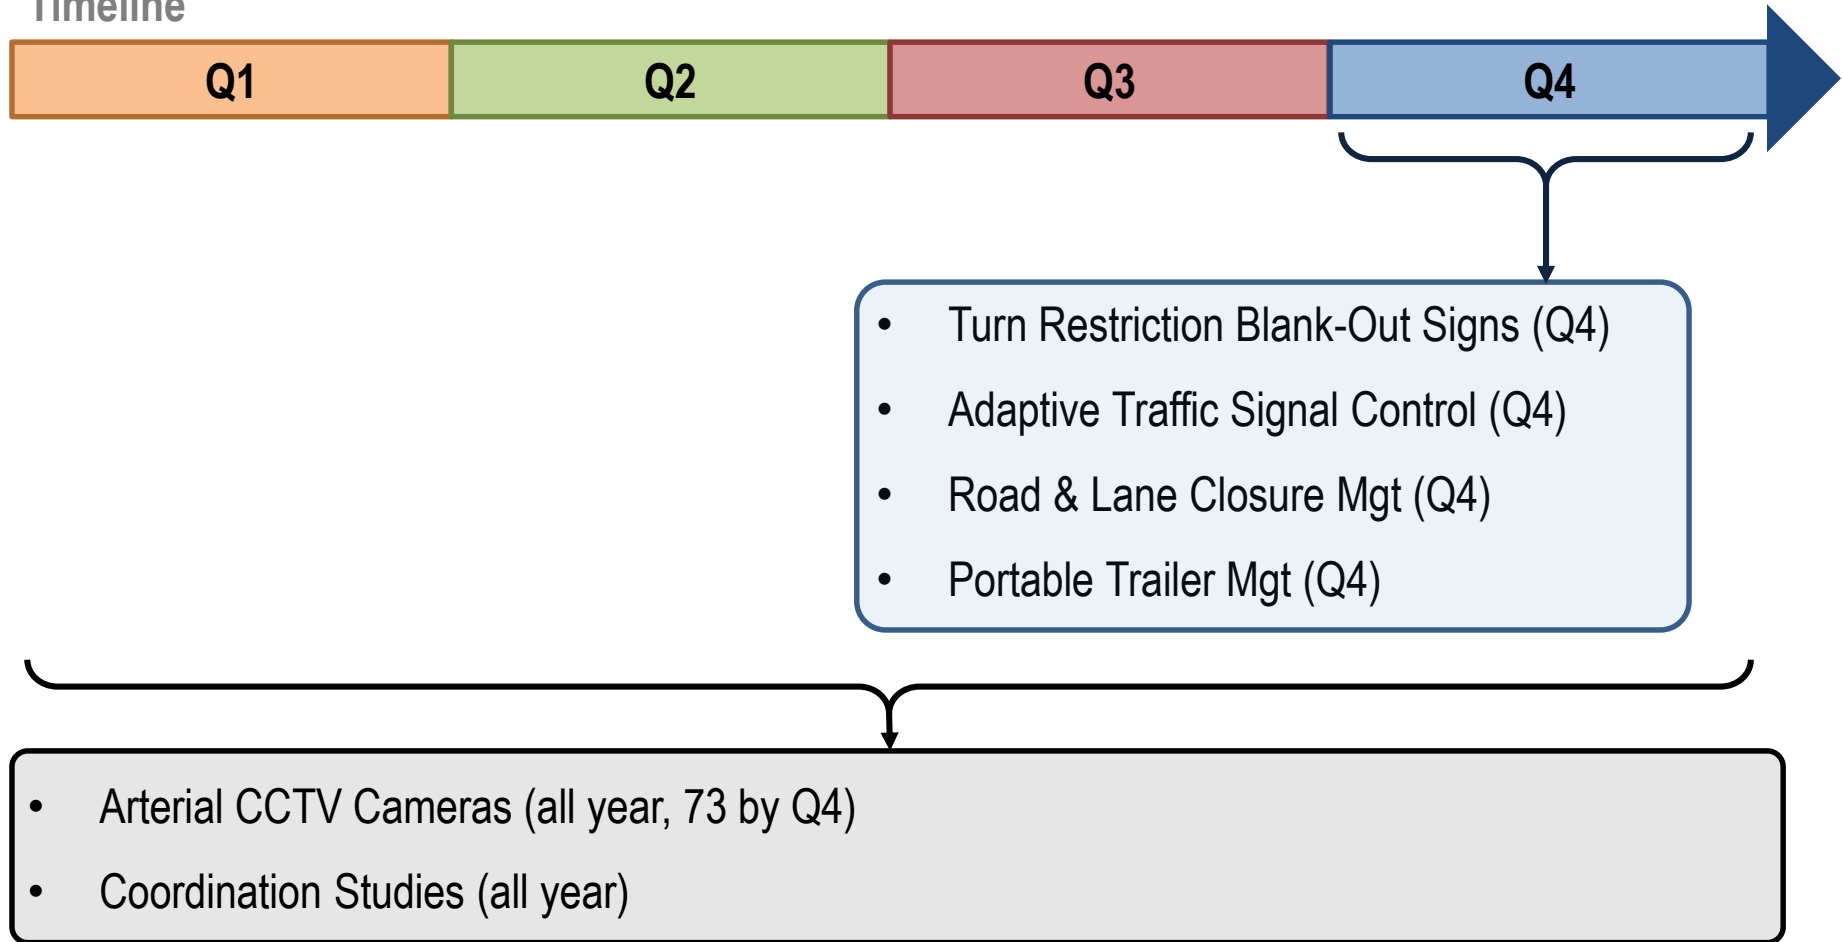 Timeline
Q1 Q2 Q3 Q4
• Turn Restriction Blank-Out Signs (Q4)
• Adaptive Traffic Signal Control (Q4)
• Road & Lane Closure Mgt (Q4)
• Portable Trailer Mgt (Q4)
• Arterial CCTV Cameras (all year, 73 by Q4)
• Coordination Studies (all year)